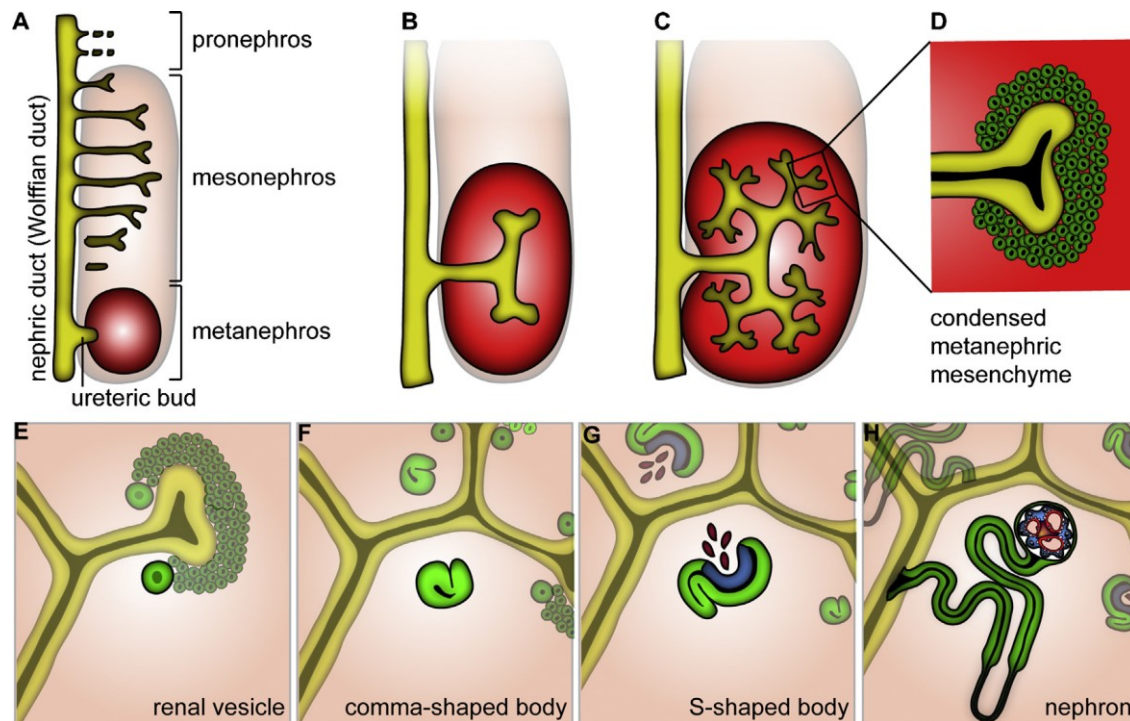 A
B
C
D
pronephros
mesonephros
metanephros
nephric duct (Wolffian duct)
ureteric bud
condensed
metanephric
mesenchyme
E
F
G
H
renal vesicle
comma-shaped body
S-shaped body
nephron